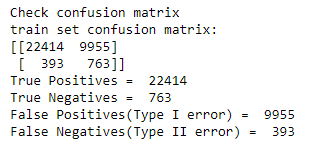 Check confusion matrix
train set confusion matrix:
[[22414  9955]
 [  393   763]]
True Positives =  22414
True Negatives =  763
False Positives(Type I error) =  9955
False Negatives(Type II error) =  393